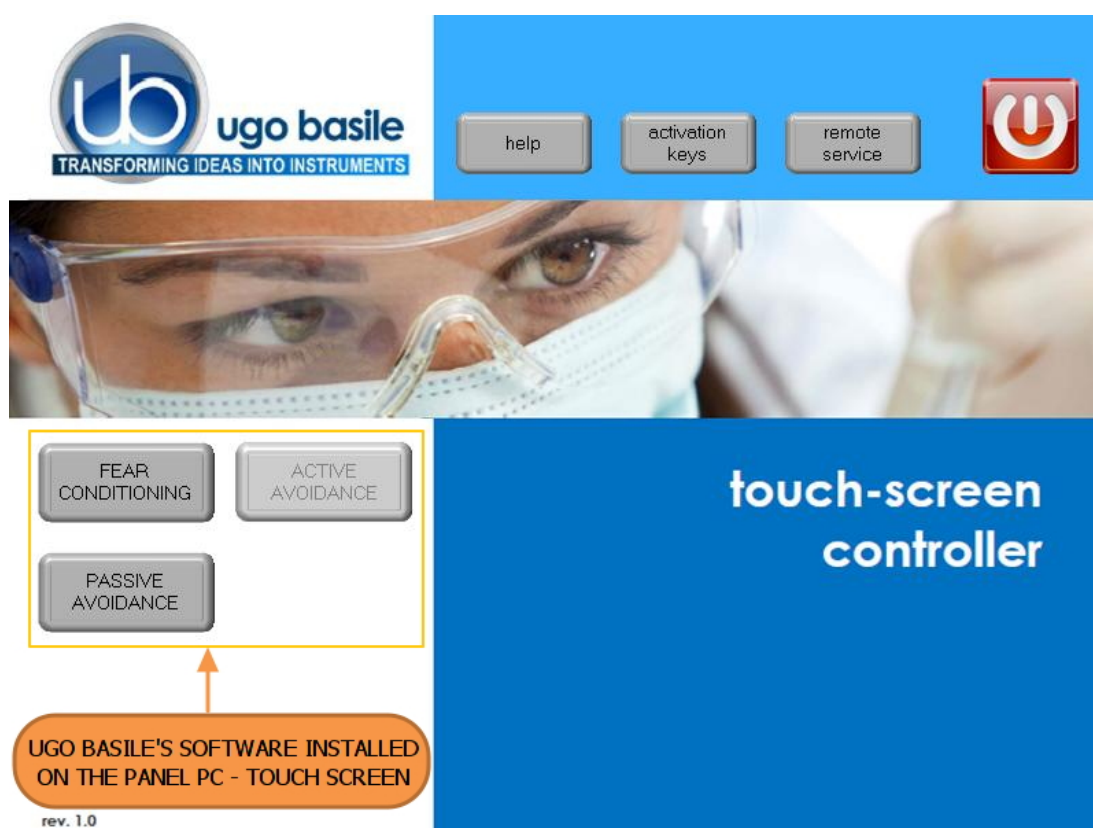 ub
ugo basile
TRANSFORMING IDEAS INTO INSTRUMENTS
help
activation
keys
remote
service
FEAR
CONDITIONING
ACTIVE
AVOIDANCE
PASSIVE
AVOIDANCE
touch-screen
controller
UGO BASILE'S SOFTWARE INSTALLED
ON THE PANEL PC - TOUCH SCREEN
rev. 1.0